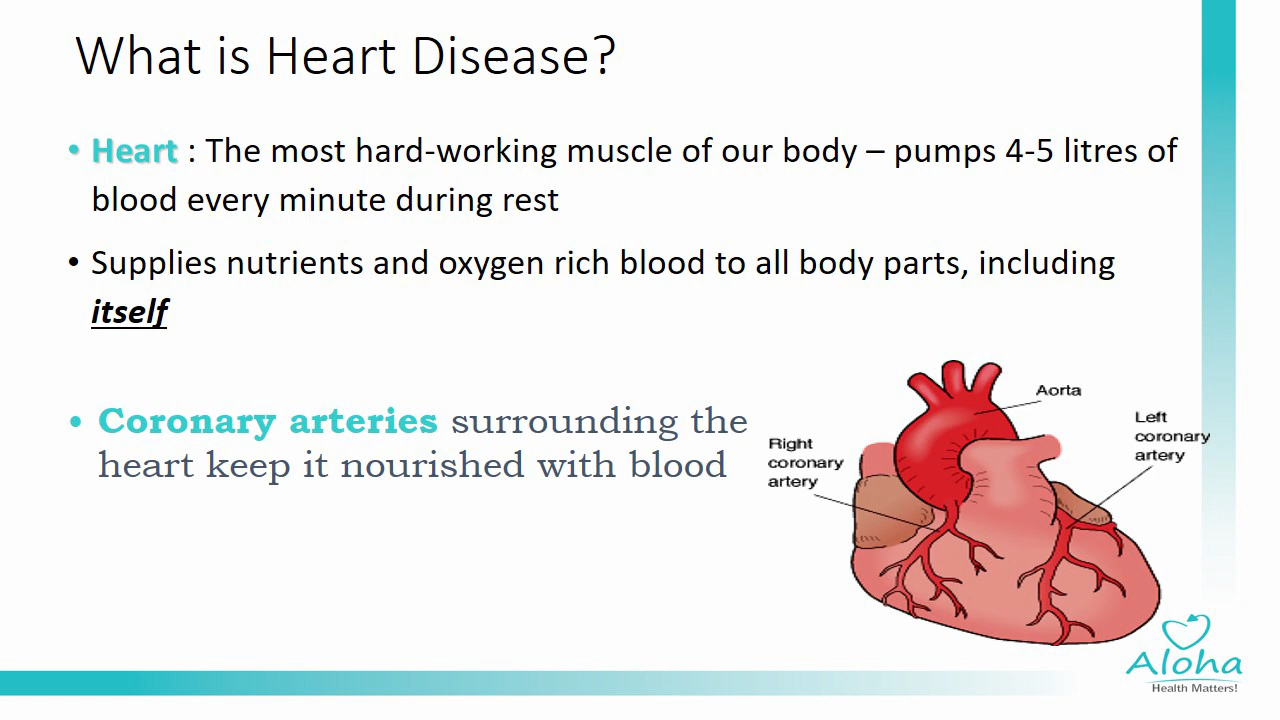 What is Heart Disease?
• Heart : The most hard-working muscle of our body – pumps 4-5 litres of
blood every minute during rest
• Supplies nutrients and oxygen rich blood to all body parts, including
itself
• Coronary arteries surrounding the
heart keep it nourished with blood
Aorta
Right
coronary
artery
Left
coronary
artery
Aloha
Health Matters!